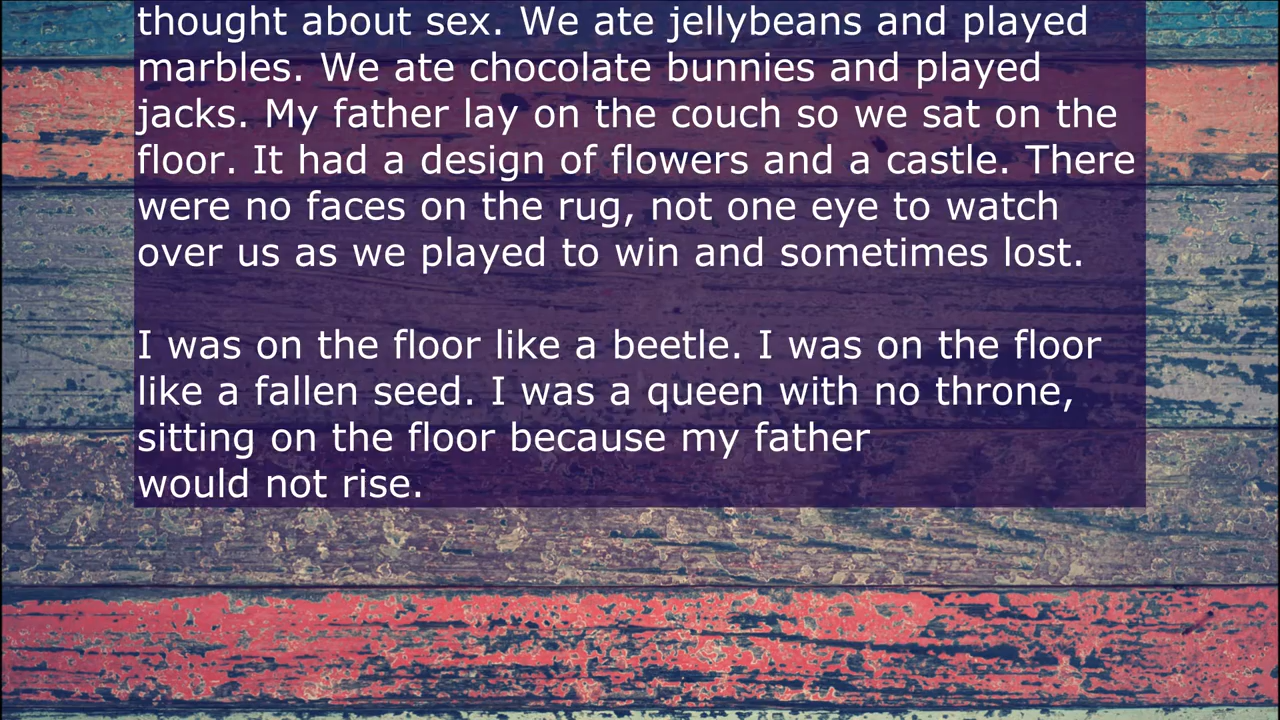 thought about sex. We ate jellybeans and played
marbles. We ate chocolate bunnies and played
jacks. My father lay on the couch so we sat on the
floor. It had a design of flowers and a castle. There
were no faces on the rug, not one eye to watch
over us as we played to win and sometimes lost.
I was on the floor like a beetle. I was on the floor
like a fallen seed. I was a queen with no throne,
sitting on the floor because my father
would not rise.